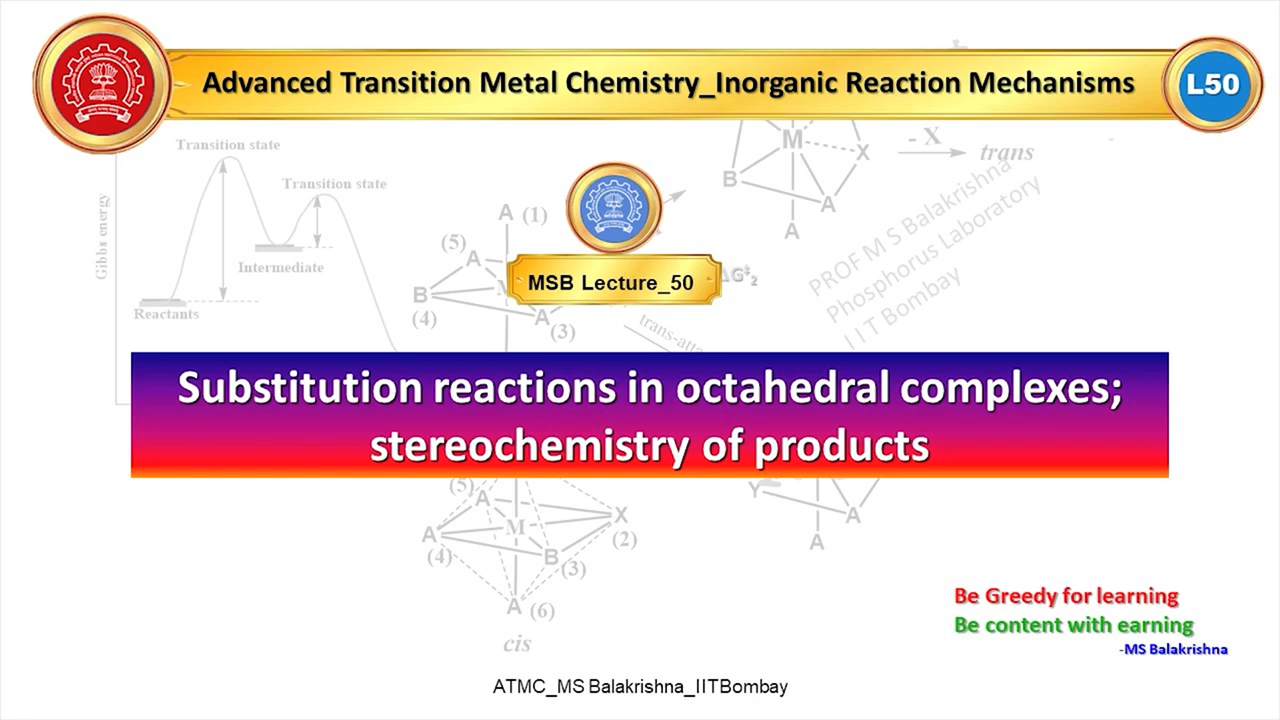 Advanced Transition Metal Chemistry_Inorganic Reaction Mechanisms
L50
Transition state
Transition state
Gibbs energy
Intermediate
Reactants
A (1)
(5)
A
B
(4)
A
(3)
M
B
X
A
A
- X
trans
PROF M S Balakrishna
Phosphorus Laboratory
I I T Bombay
MSB Lecture_50
ΔG‡2
Substitution reactions in octahedral complexes;
stereochemistry of products
(5)
A
A
(4)
M
X
(2)
B
(3)
A (6)
cis
Y
A
A
Be Greedy for learning
Be content with earning
-MS Balakrishna
ATMC_MS Balakrishna_IITBombay